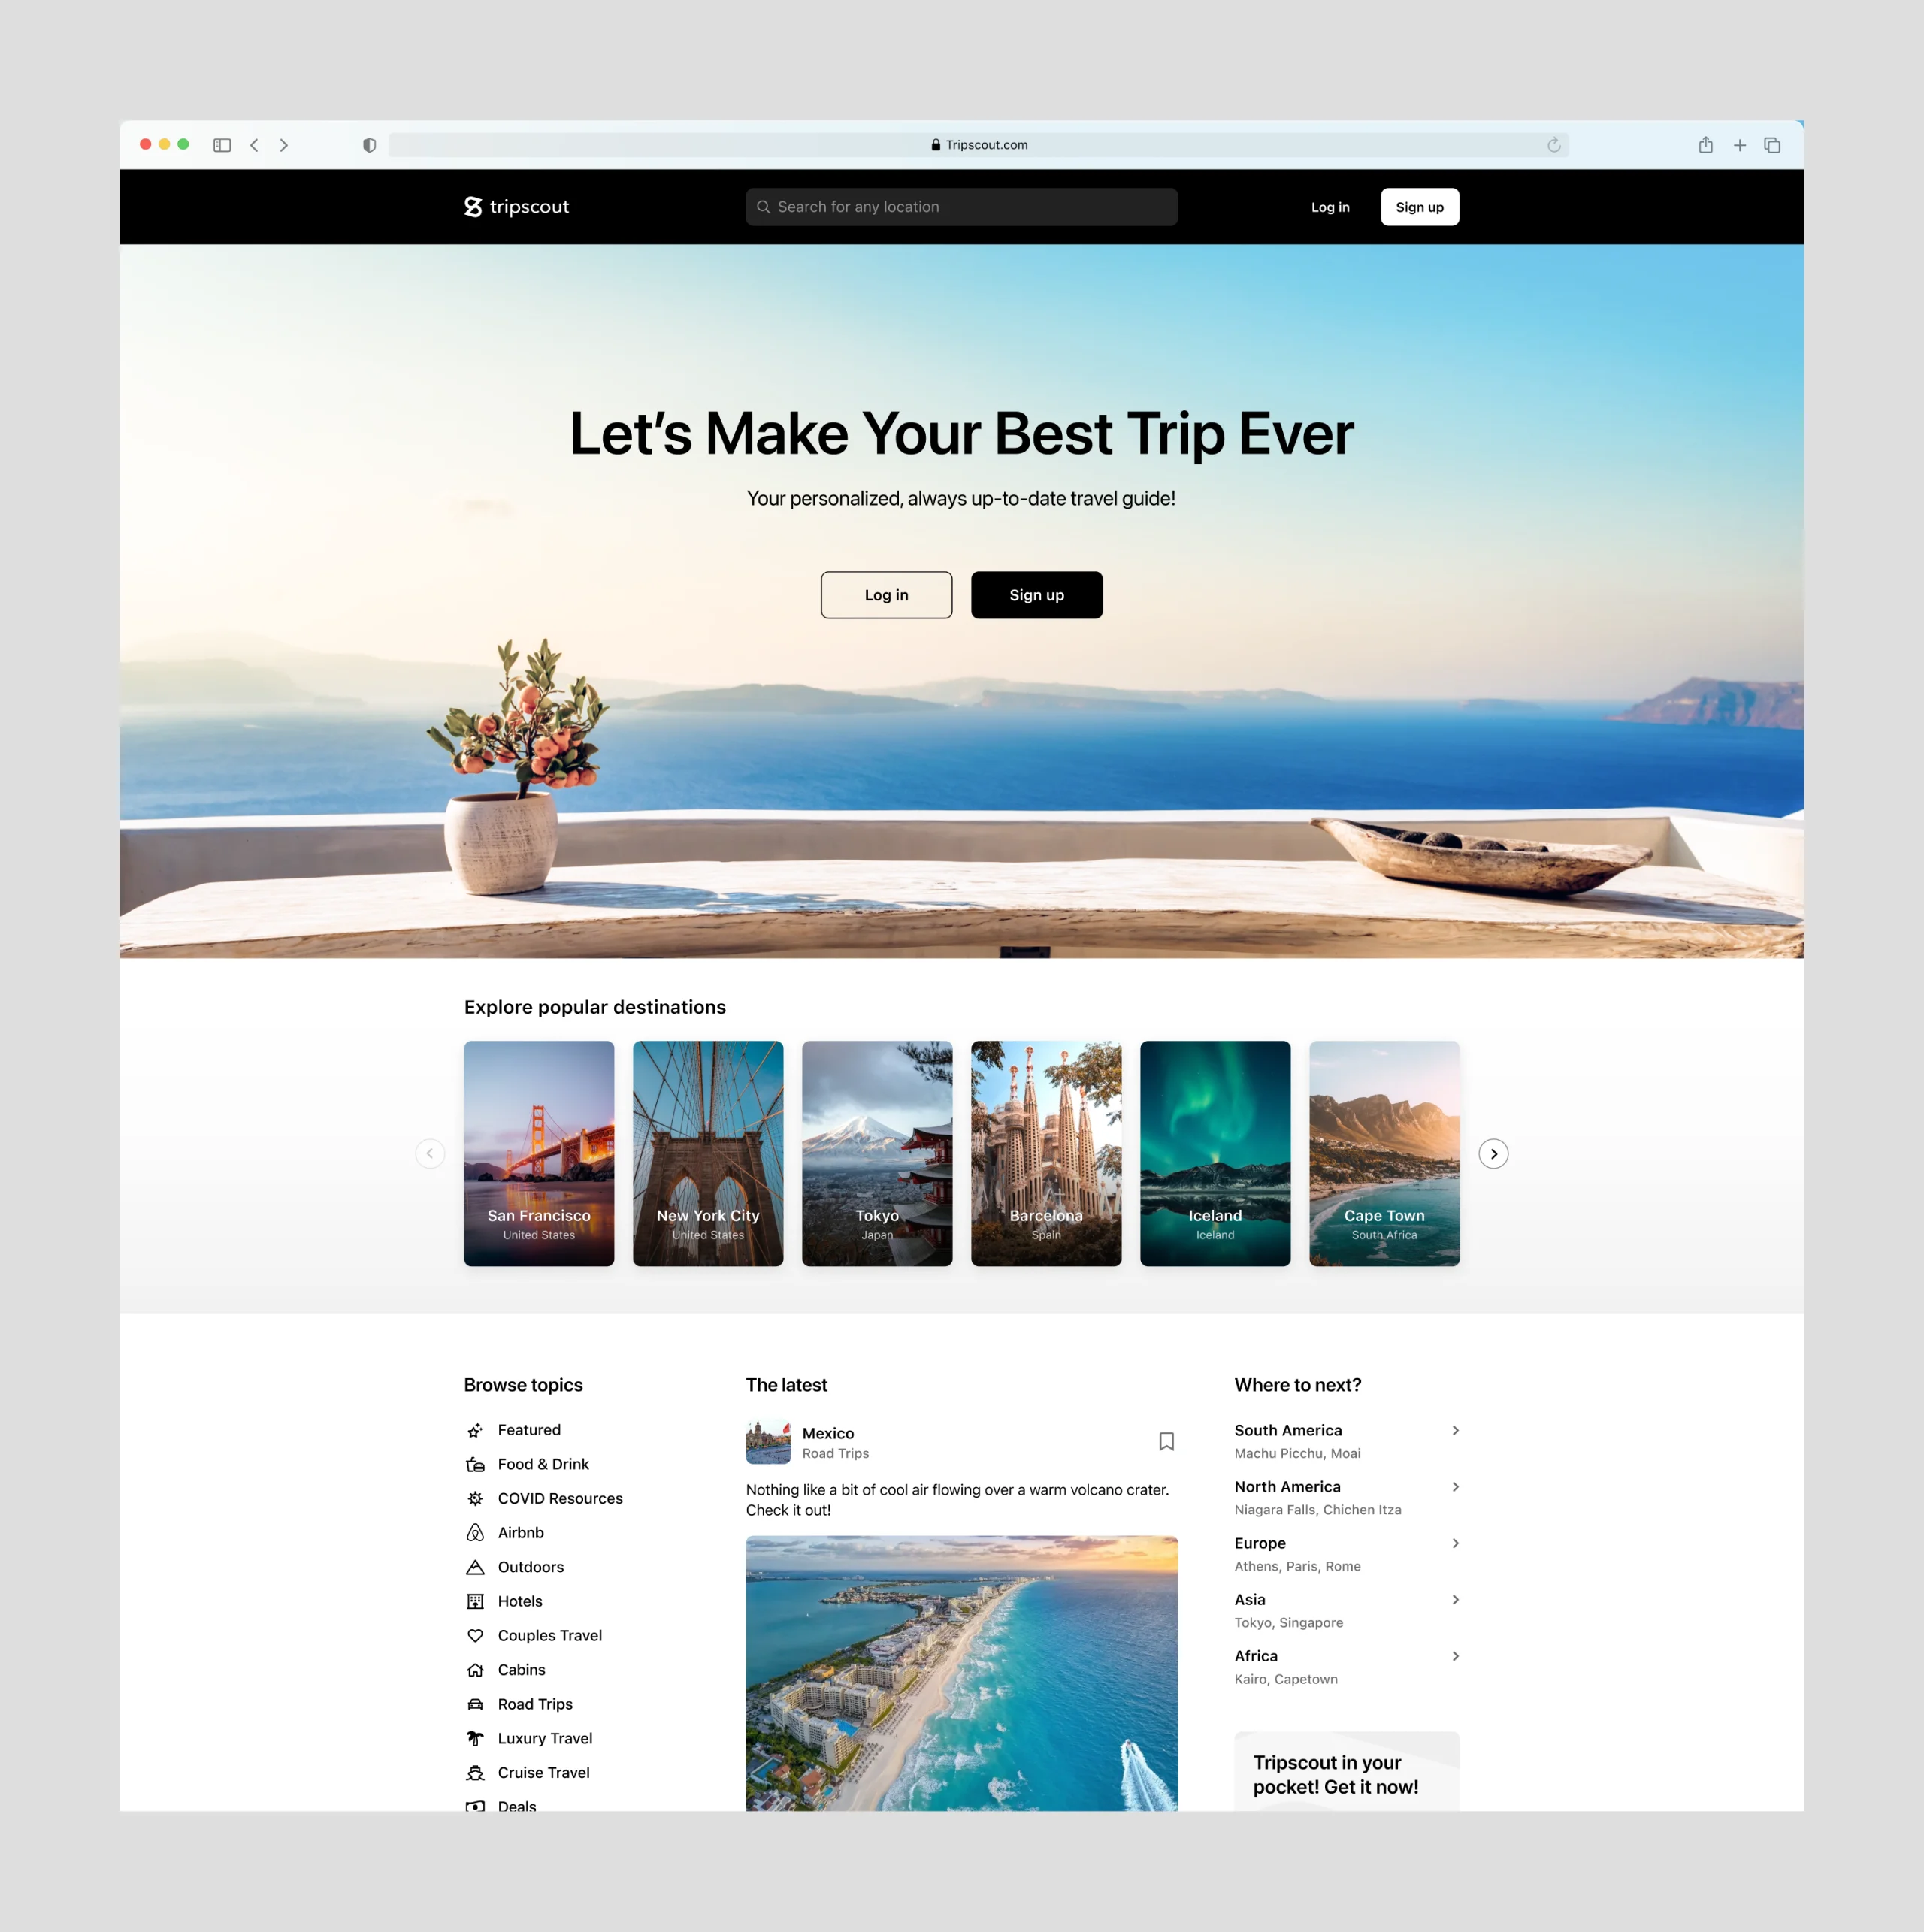 Tripscout.com
tripscout
Search for any location
Log in
Sign up
Let's Make Your Best Trip Ever
Your personalized, always up-to-date travel guide!
Log in
Sign up
Explore popular destinations
San Francisco
United States
New York City
United States
Tokyo
Japan
Barcelona
Spain
Iceland
Iceland
Cape Town
South Africa
Browse topics
Featured
Food & Drink
COVID Resources
Airbnb
Outdoors
Hotels
Couples Travel
Cabins
Road Trips
Luxury Travel
Cruise Travel
Deals
The latest
Mexico
Road Trips
Nothing like a bit of cool air flowing over a warm volcano crater.
Check it out!
Where to next?
South America
Machu Picchu, Moai
North America
Niagara Falls, Chichen Itza
Europe
Athens, Paris, Rome
Asia
Tokyo, Singapore
Africa
Kairo, Capetown
Tripscout in your
pocket! Get it now!